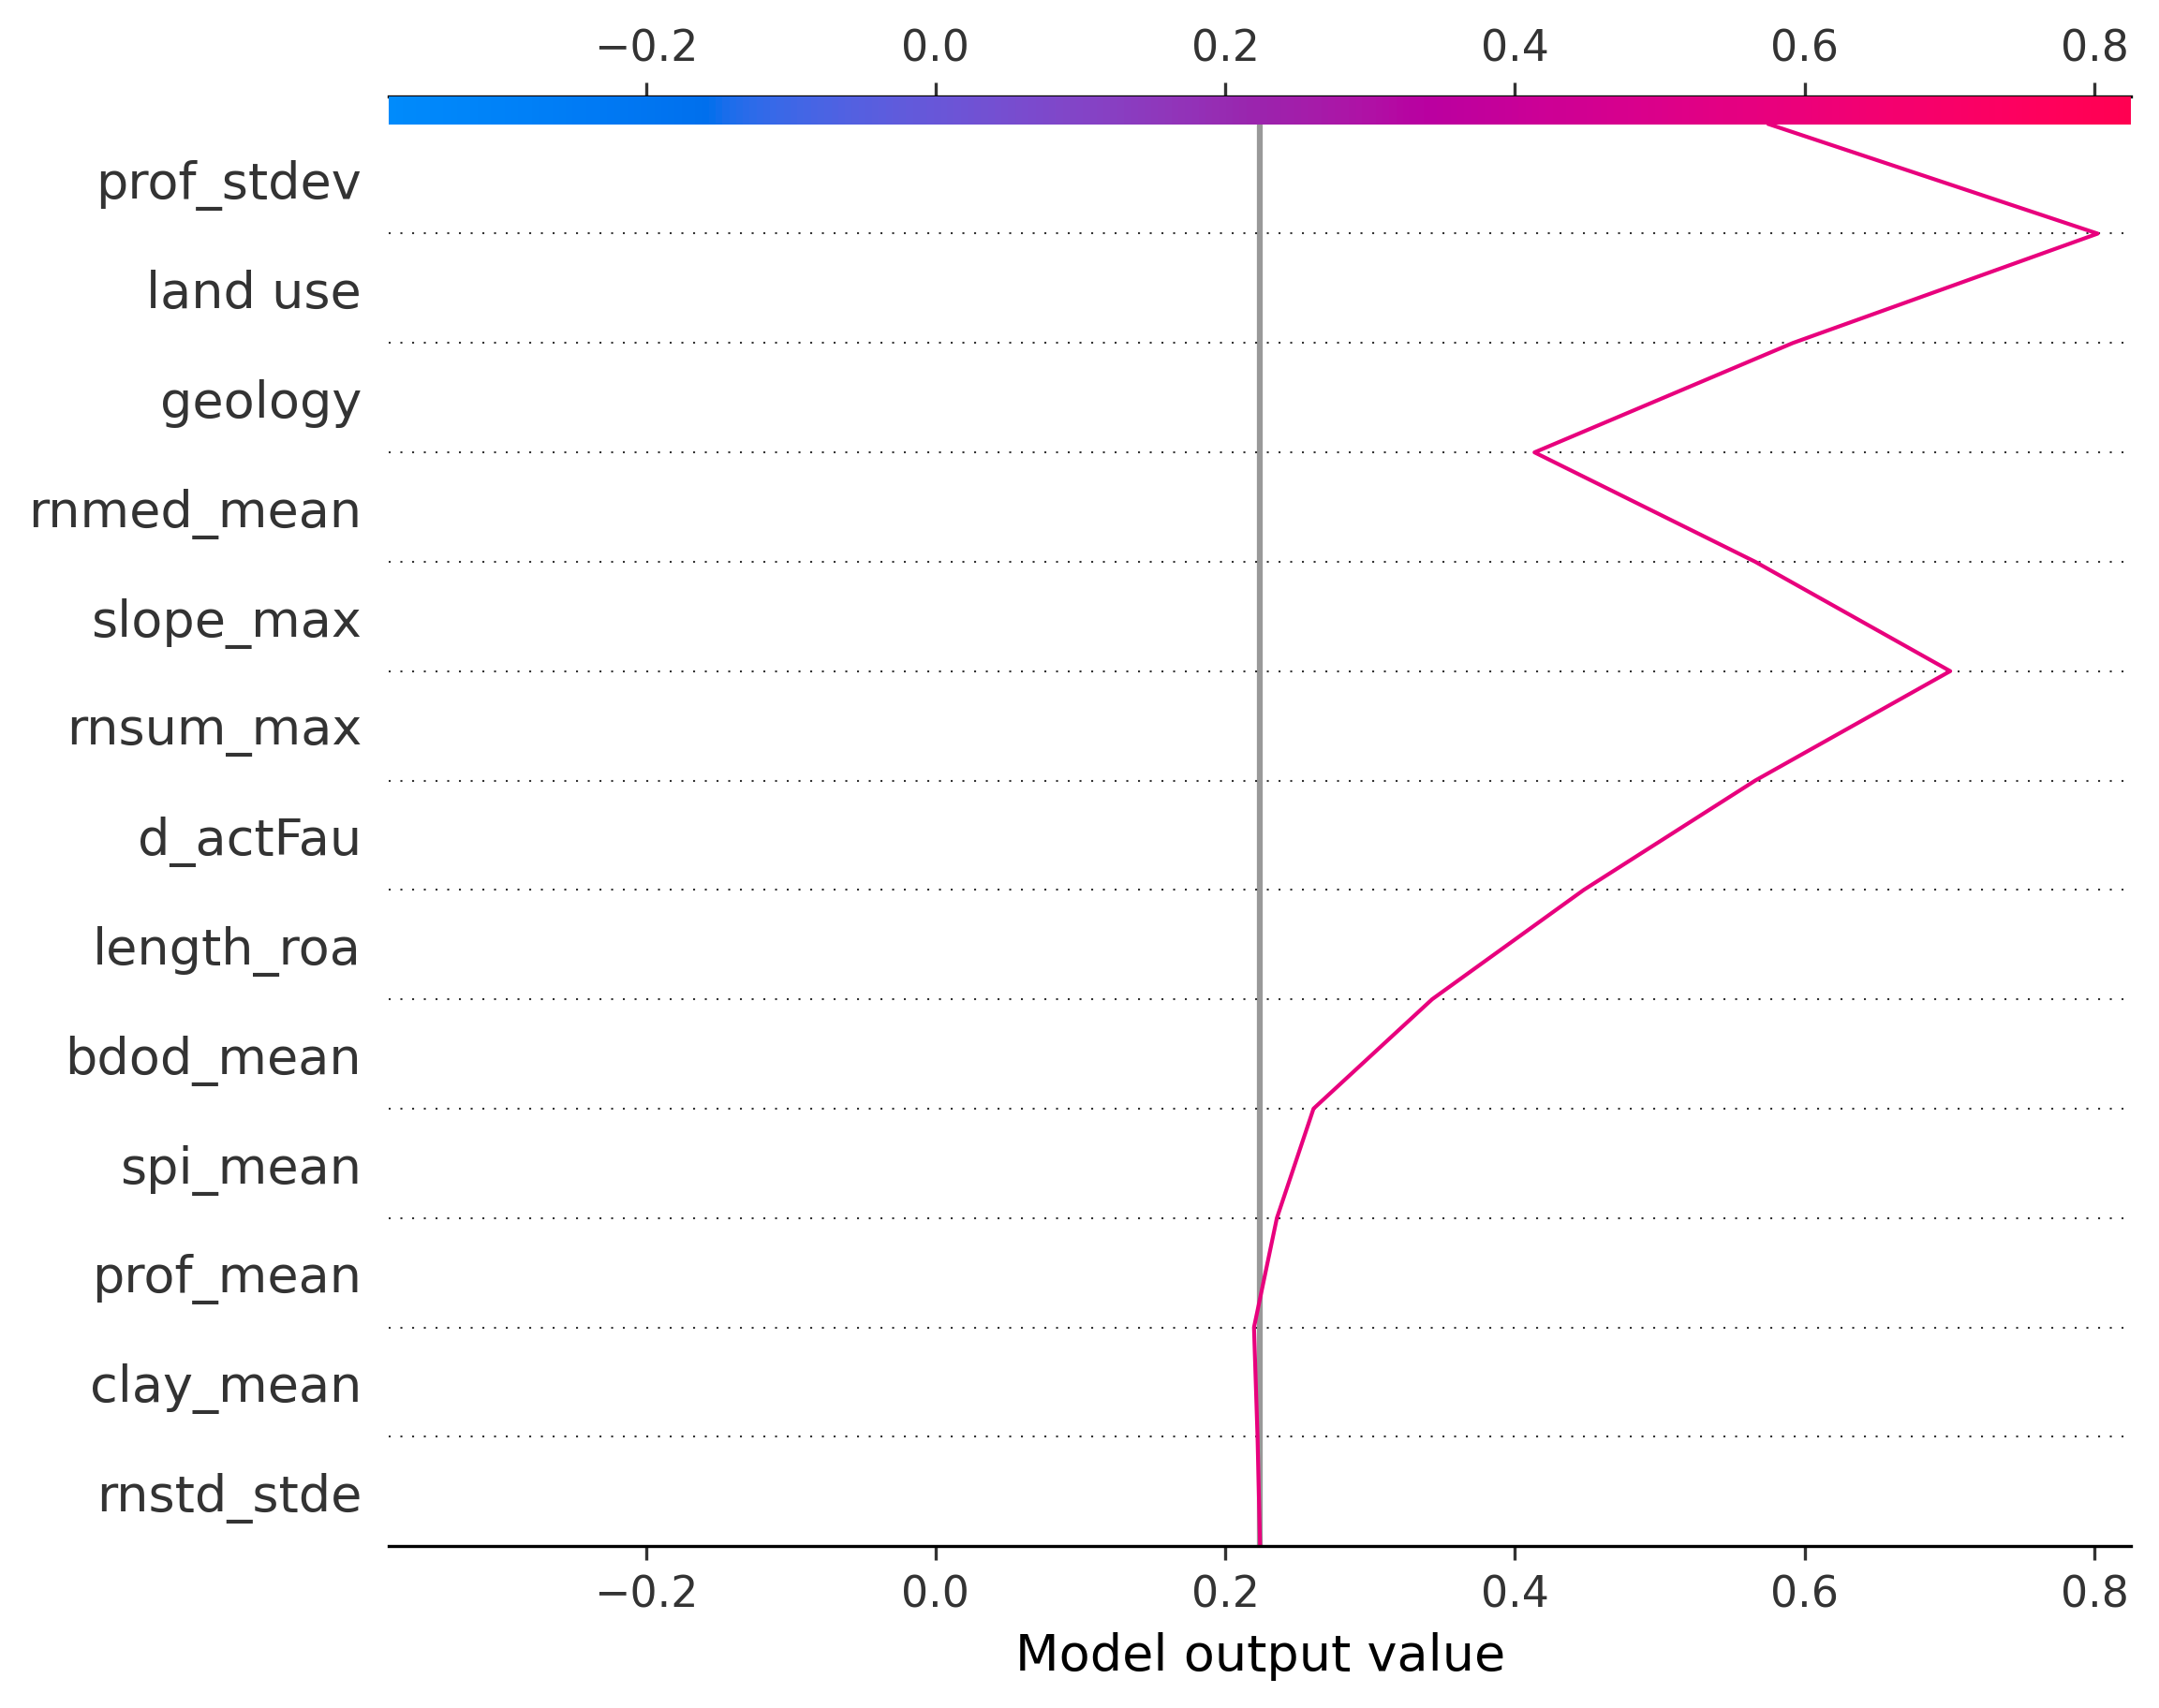 −0.2 0.0 0.2 0.4 0.6 0.8
prof_stdev
land use
geology
rnmed_mean
slope_max
rnsum_max
d_actFau
length_roa
bdod_mean
spi_mean
prof_mean
clay_mean
rnstd_stde
−0.2 0.0 0.2 0.4 0.6 0.8
Model output value